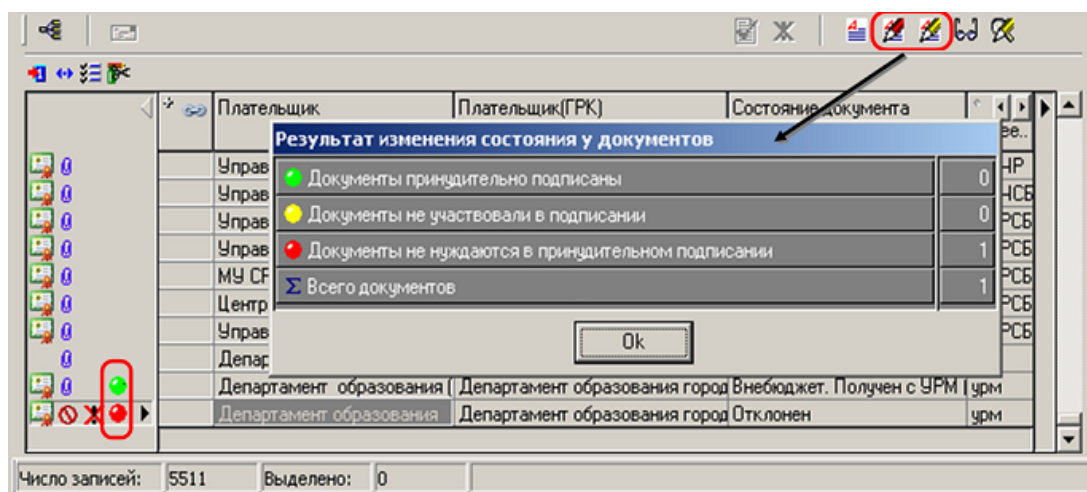 Плательщик Плательщик(ГРК) Состояние документа
Результат изменения состояния у документов
Документы принудительно подписаны 0
Документы не участвовали в подписании 0
Документы не нуждаются в принудительном подписании 1
Σ Всего документов 1
Ok
ее..
Управ НР
Управ НСБ
Управ РСБ
Управ РСБ
МУ СР РСБ
Центр РСБ
Управ РСБ
Депар
Департамент образования ( Департамент образования город Внебюджет. Получен с УРМ ( урм
Департамент образования Департамент образования город Отклонен урм
Число записей: 5511 Выделено: 0